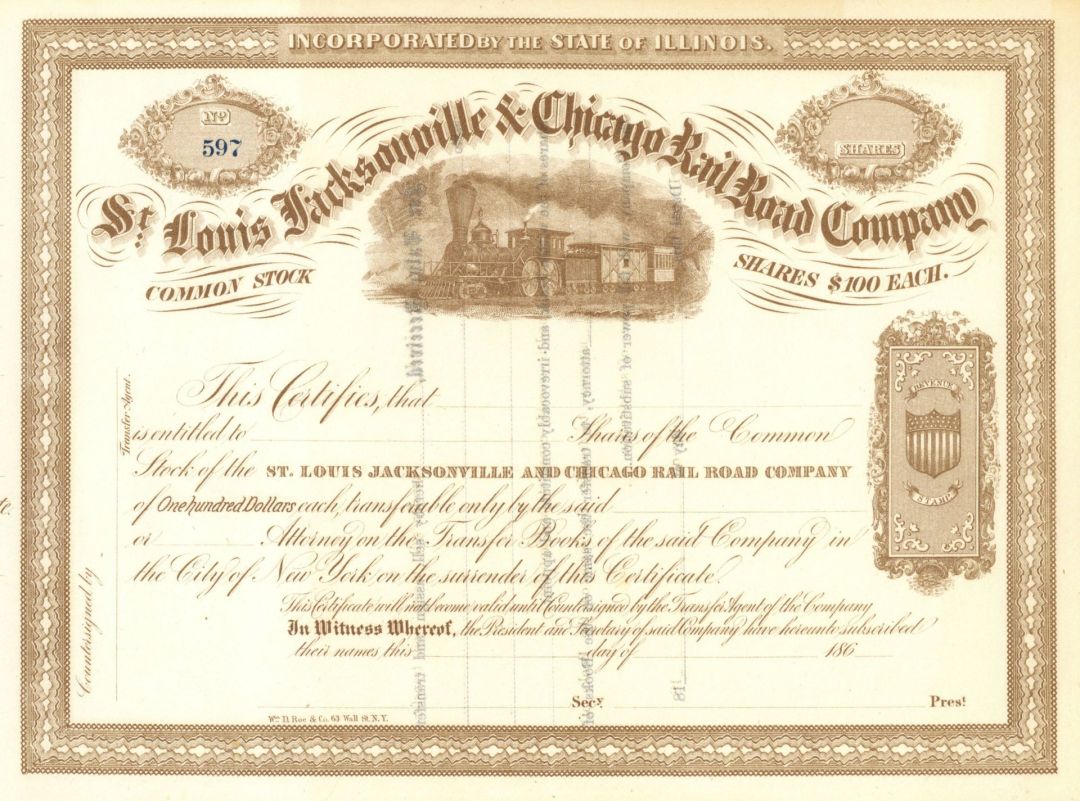 INCORPORATED BY THE STATE OF ILLINOIS.
No
597
SHARES
St. Louis Jacksonville & Chicago Rail Road Company
COMMON STOCK
SHARES $100 EACH.
REVENUE
STAMP
This Certifies, that
is entitled to Shares of the Common
Stock of the ST. LOUIS JACKSONVILLE AND CHICAGO RAIL ROAD COMPANY
of One hundred Dollars each, transferable only by the said
or Attorney on the Transfer Books of the said Company in
the City of New York on the surrender of this Certificate.
This Certificate will not become valid until countersigned by the Transfer Agent of the Company
In Witness Whereof, the President and Secretary of said Company have hereunto subscribed
their names this day of 186
Secy.
Prest.
Wm. D. Roe & Co. 63 Wall St. N.Y.
Countersigned by
Transfer Agent.